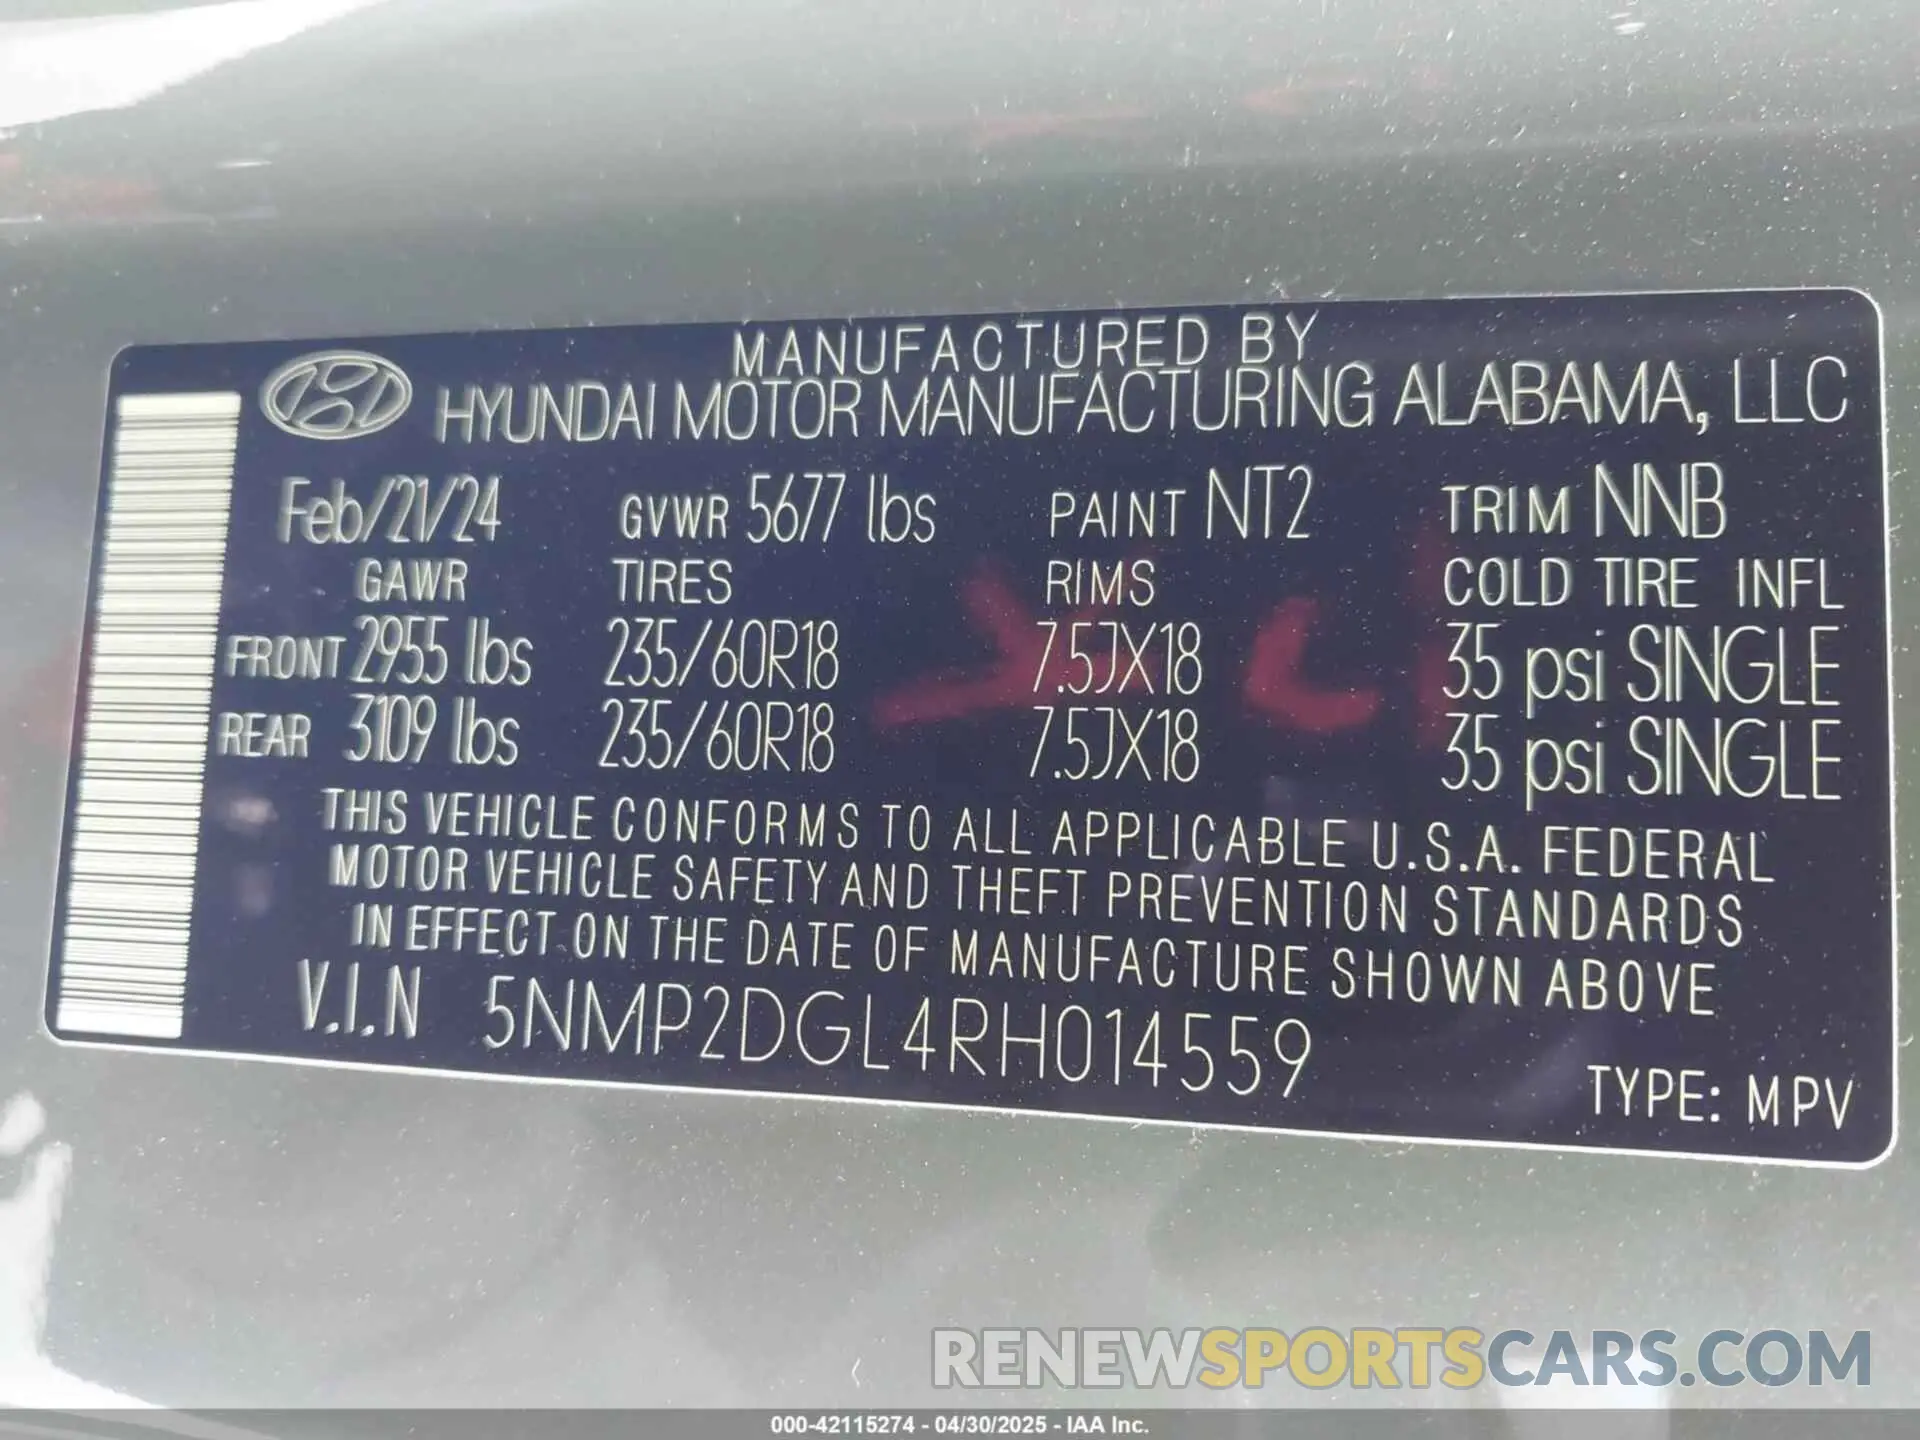 MANUFACTURED BY
HYUNDAI MOTOR MANUFACTURING ALABAMA, LLC
Feb/21/24 GVWR 5677 lbs PAINT NT2 TRIM NNB
GAWR TIRES RIMS COLD TIRE INFL
FRONT 2955 lbs 235/60R18 7.5JX18 35 psi SINGLE
REAR 3109 lbs 235/60R18 7.5JX18 35 psi SINGLE
THIS VEHICLE CONFORMS TO ALL APPLICABLE U.S.A. FEDERAL
MOTOR VEHICLE SAFETY AND THEFT PREVENTION STANDARDS
IN EFFECT ON THE DATE OF MANUFACTURE SHOWN ABOVE
V.I.N 5NMP2DGL4RH014559
TYPE: MPV
RENEWSPORTSCARS.COM
000-42115274 - 04/30/2025 - IAA Inc.